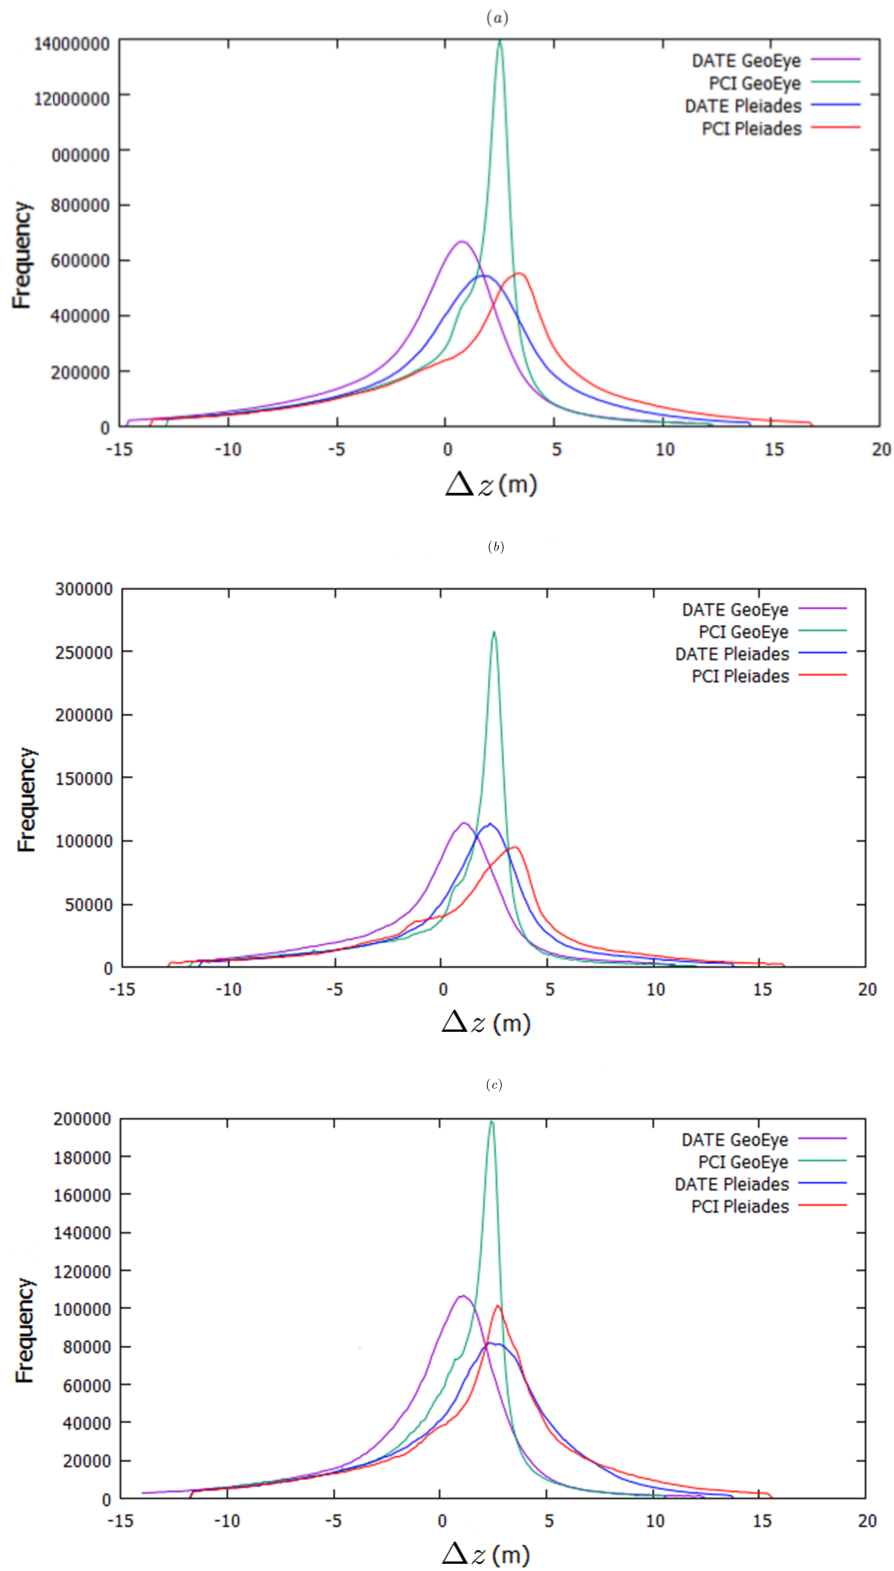 (a)
14000000
12000000
000000
800000
600000
400000
200000
0
Frequency
DATE GeoEye
PCI GeoEye
DATE Pleiades
PCI Pleiades
-15 -10 -5 0 5 10 15 20
Δz (m)
(b)
300000
250000
200000
150000
100000
50000
0
Frequency
DATE GeoEye
PCI GeoEye
DATE Pleiades
PCI Pleiades
-15 -10 -5 0 5 10 15 20
Δz (m)
(c)
200000
180000
160000
140000
120000
100000
80000
60000
40000
20000
0
Frequency
DATE GeoEye
PCI GeoEye
DATE Pleiades
PCI Pleiades
-15 -10 -5 0 5 10 15 20
Δz (m)